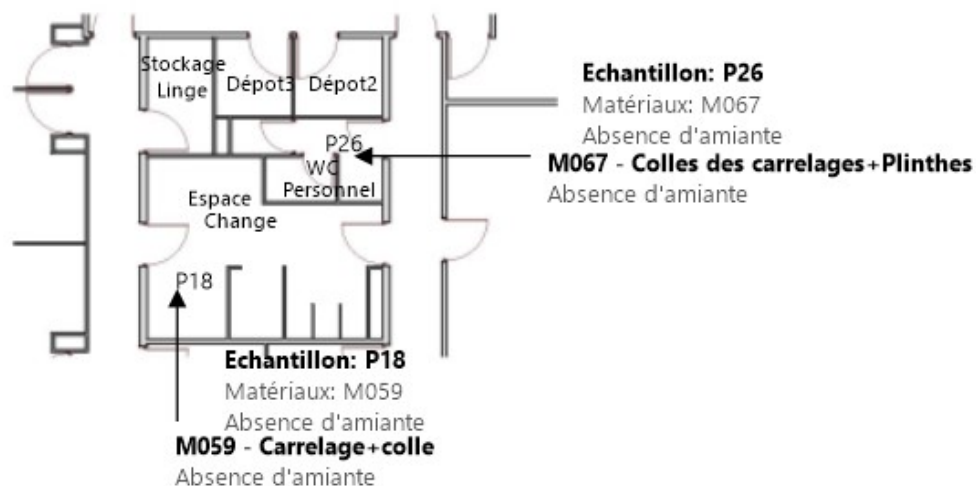 Stockage
Linge
Dépot3
Dépot2
P26
WC
Personnel
Espace
Change
P18
Echantillon: P26
Matériaux: M067
Absence d'amiante
M067 - Colles des carrelages+Plinthes
Absence d'amiante
Echantillon: P18
Matériaux: M059
Absence d'amiante
M059 - Carrelage+colle
Absence d'amiante